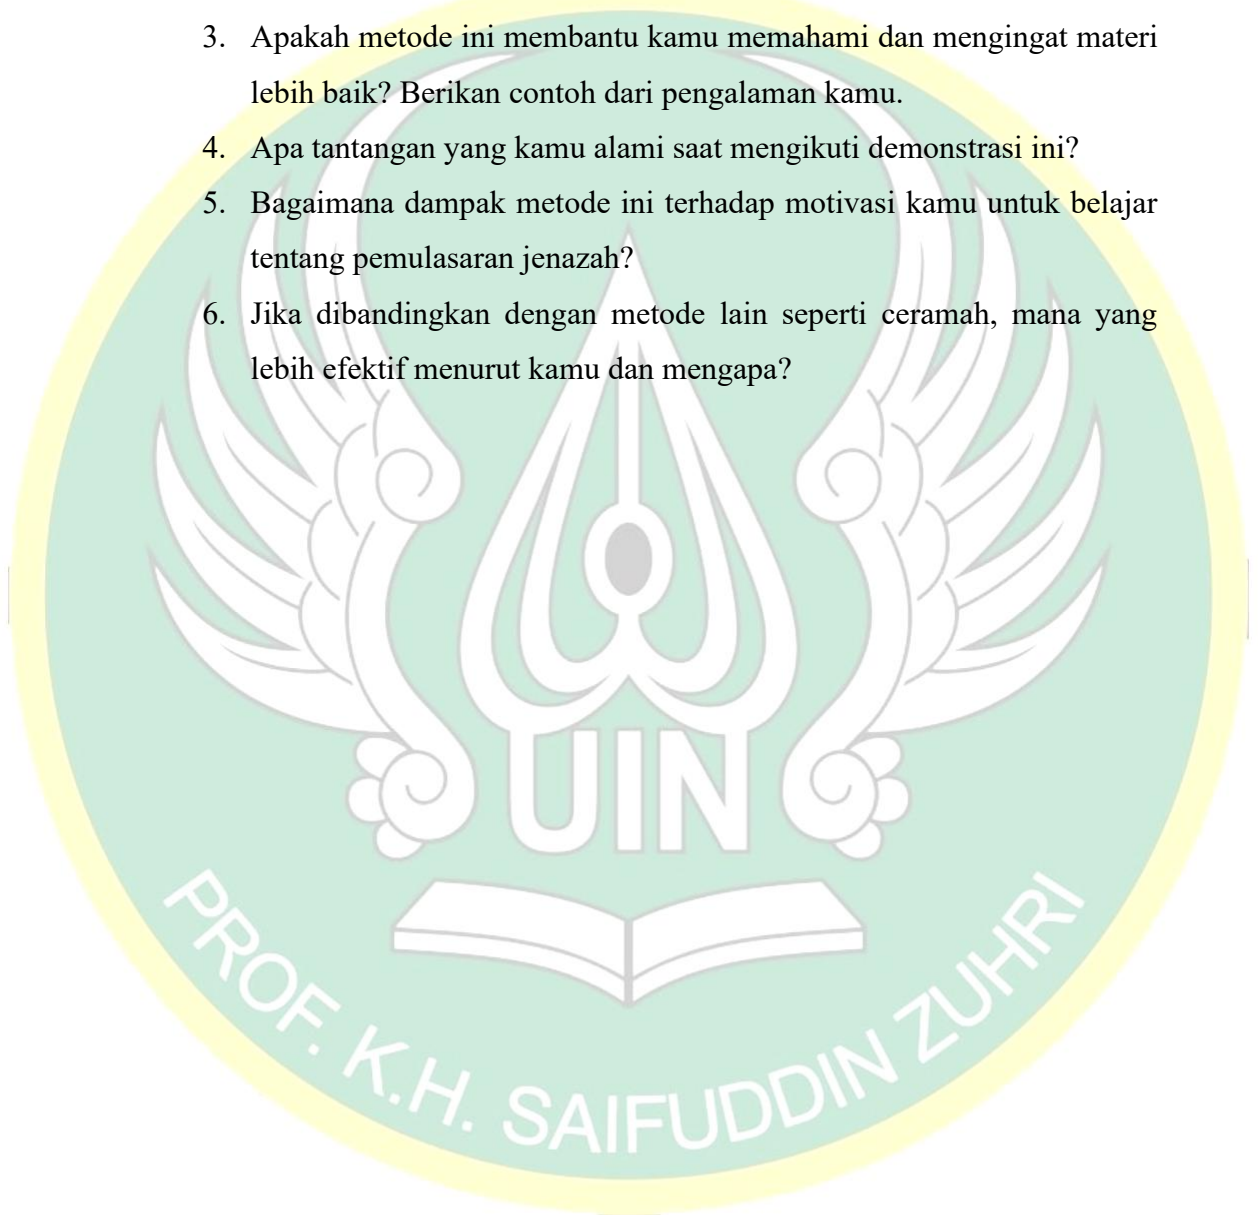 3. Apakah metode ini membantu kamu memahami dan mengingat materi
lebih baik? Berikan contoh dari pengalaman kamu.
4. Apa tantangan yang kamu alami saat mengikuti demonstrasi ini?
5. Bagaimana dampak metode ini terhadap motivasi kamu untuk belajar
tentang pemulasaran jenazah?
6. Jika dibandingkan dengan metode lain seperti ceramah, mana yang
lebih efektif menurut kamu dan mengapa?
UIN
PROF. K.H. SAIFUDDIN ZUHRI